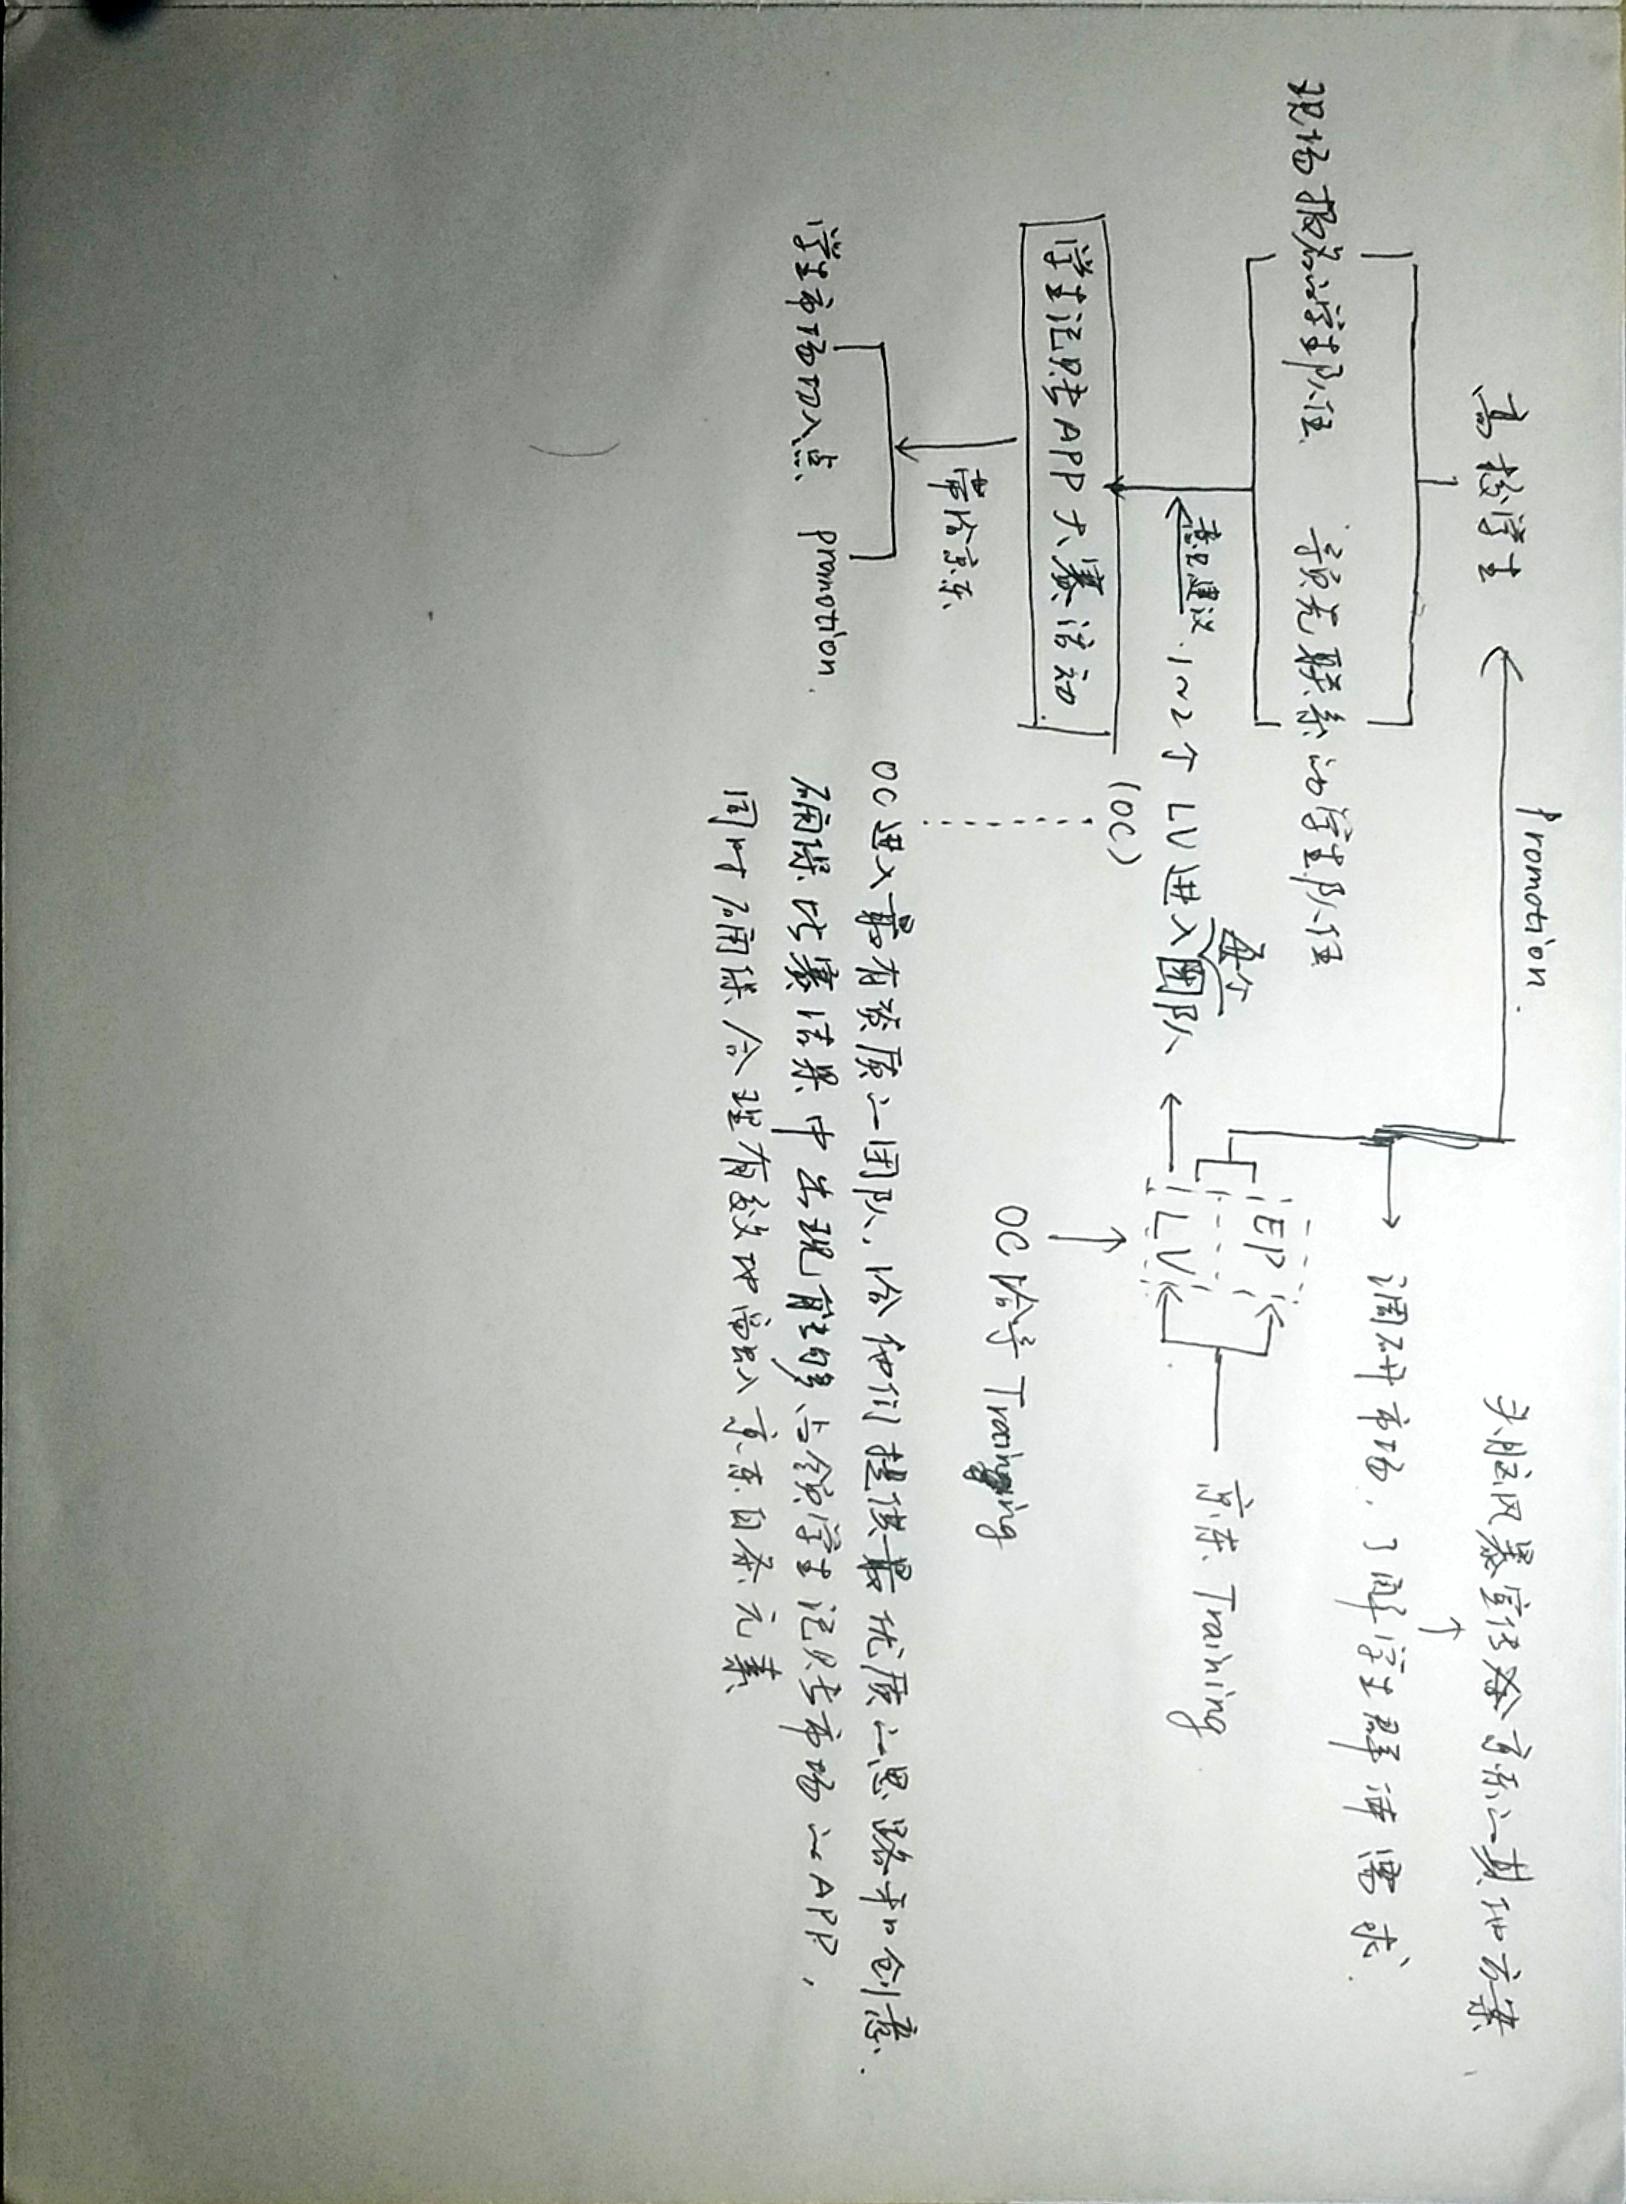 Promotion
高校学生
头脑风暴宣传京东的其他方案
调研市场,了解学生群体需求.
现场报名的学生队伍
预先联系的学生队伍
EP
京东 Training
每个
意见建议
1~2个 LV进入团队
LV
(OC)
学生记账APP大赛活动
OC给予 Training
带给京东
OC进入最有资质的团队,给他们提供最优质的思路和创意.
学生市场切入点
promotion.
确保比赛结果中出现能够占领学生记账市场的APP,
同时确保合理有效地融入京东白条元素